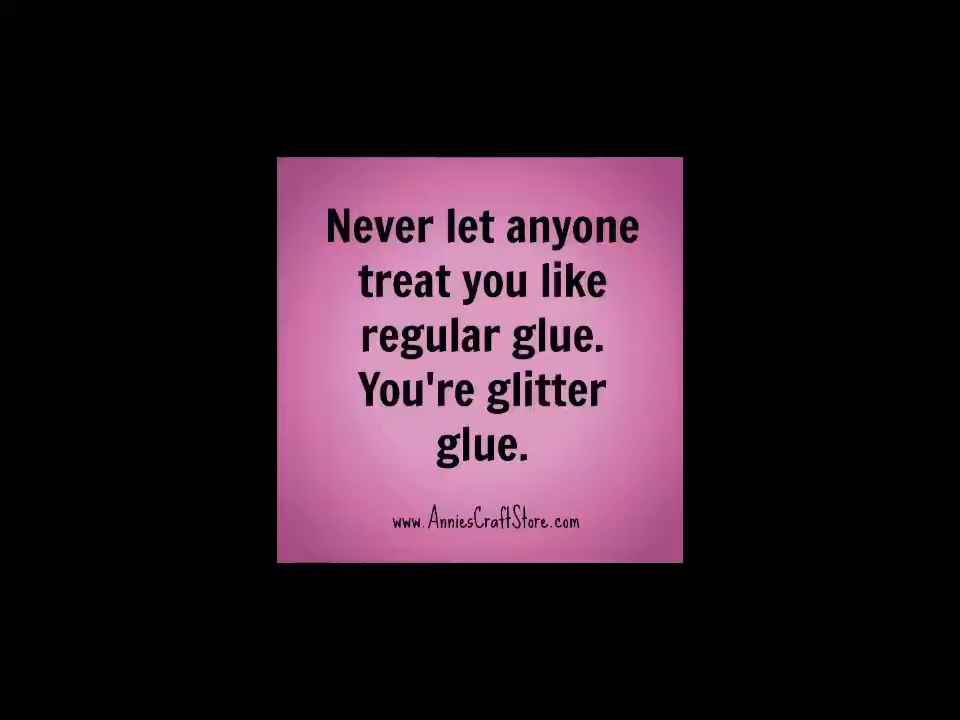 Never let anyone
treat you like
regular glue.
You're glitter
glue.
www.AnniesCraftStore.com